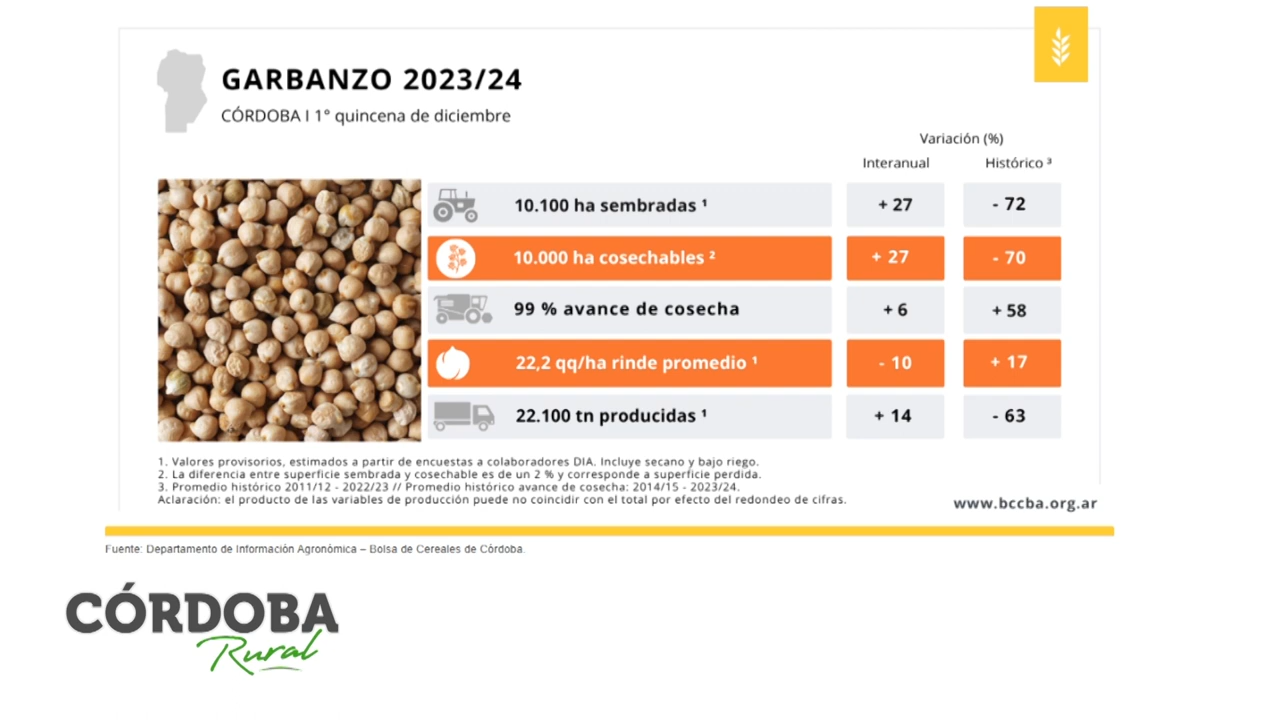 GARBANZO 2023/24
CÓRDOBA I 1° quincena de diciembre
Variación (%)
Interanual Histórico ³
10.100 ha sembradas ¹ + 27 - 72
10.000 ha cosechables ² + 27 - 70
99 % avance de cosecha + 6 + 58
22,2 qq/ha rinde promedio ¹ - 10 + 17
22.100 tn producidas ¹ + 14 - 63
1. Valores provisorios, estimados a partir de encuestas a colaboradores DIA. Incluye secano y bajo riego.
2. La diferencia entre superficie sembrada y cosechable es de un 2 % y corresponde a superficie perdida.
3. Promedio histórico 2011/12 - 2022/23 // Promedio histórico avance de cosecha: 2014/15 - 2023/24.
Aclaración: el producto de las variables de producción puede no coincidir con el total por efecto del redondeo de cifras.
www.bccba.org.ar
Fuente: Departamento de Información Agronómica – Bolsa de Cereales de Córdoba.
CÓRDOBA
Rural